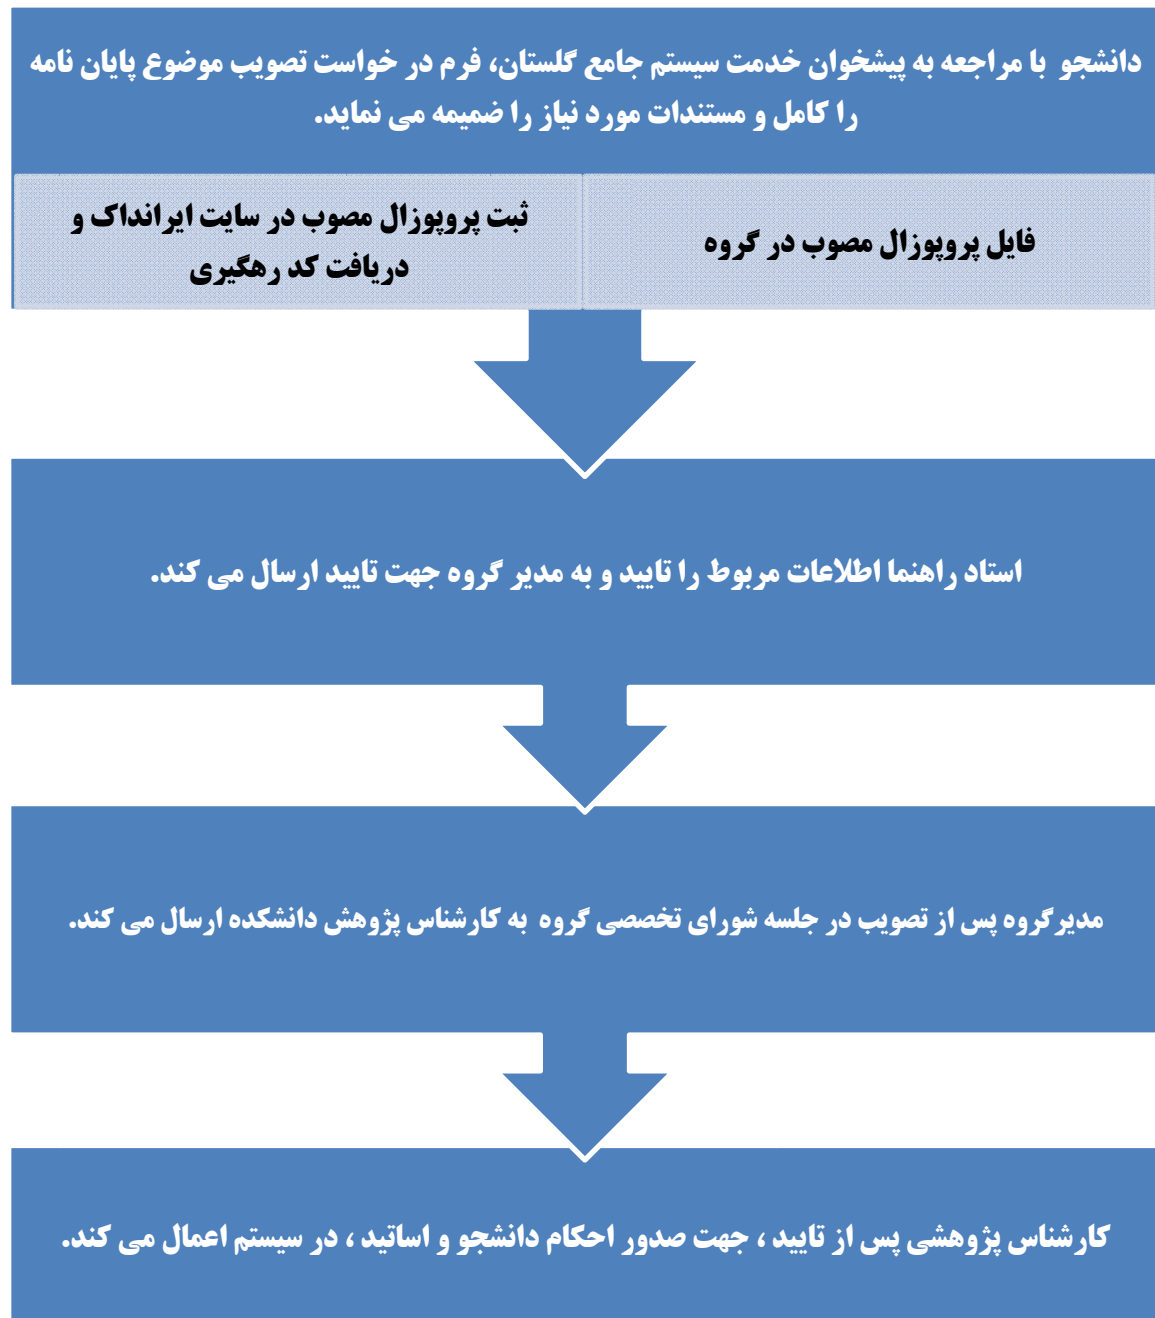 دانشجو با مراجعه به پیشخوان خدمت سیستم جامع گلستان، فرم در خواست تصویب موضوع پایان نامه
را کامل و مستندات مورد نیاز را ضمیمه می نماید.
فایل پروپوزال مصوب در گروه
ثبت پروپوزال مصوب در سایت ایرانداک و
دریافت کد رهگیری
استاد راهنما اطلاعات مربوط را تایید و به مدیر گروه جهت تایید ارسال می کند.
مدیرگروه پس از تصویب در جلسه شورای تخصصی گروه به کارشناس پژوهش دانشکده ارسال می کند.
کارشناس پژوهشی پس از تایید ، جهت صدور احکام دانشجو و اساتید ، در سیستم اعمال می کند.